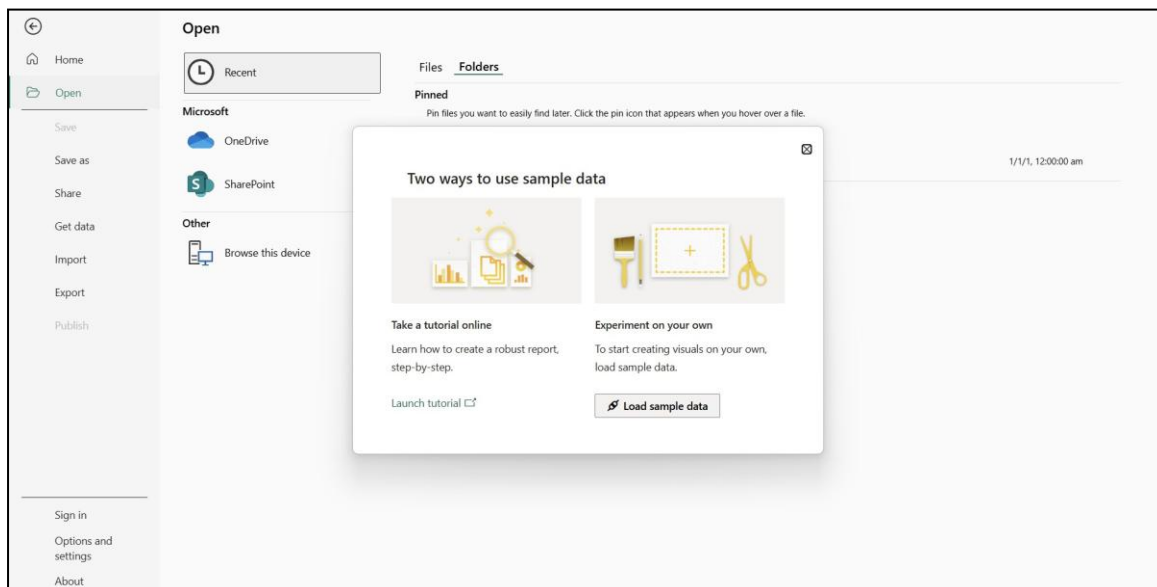 Open
Home
Open
Save
Save as
Share
Get data
Import
Export
Publish
Sign in
Options and
settings
About
Recent
Microsoft
OneDrive
S
SharePoint
Other
Browse this device
Files Folders
Pinned
Pin files you want to easily find later. Click the pin icon that appears when you hover over a file.
1/1/1, 12:00:00 am
Two ways to use sample data
Take a tutorial online
Learn how to create a robust report,
step-by-step.
Launch tutorial
Experiment on your own
To start creating visuals on your own,
load sample data.
Load sample data